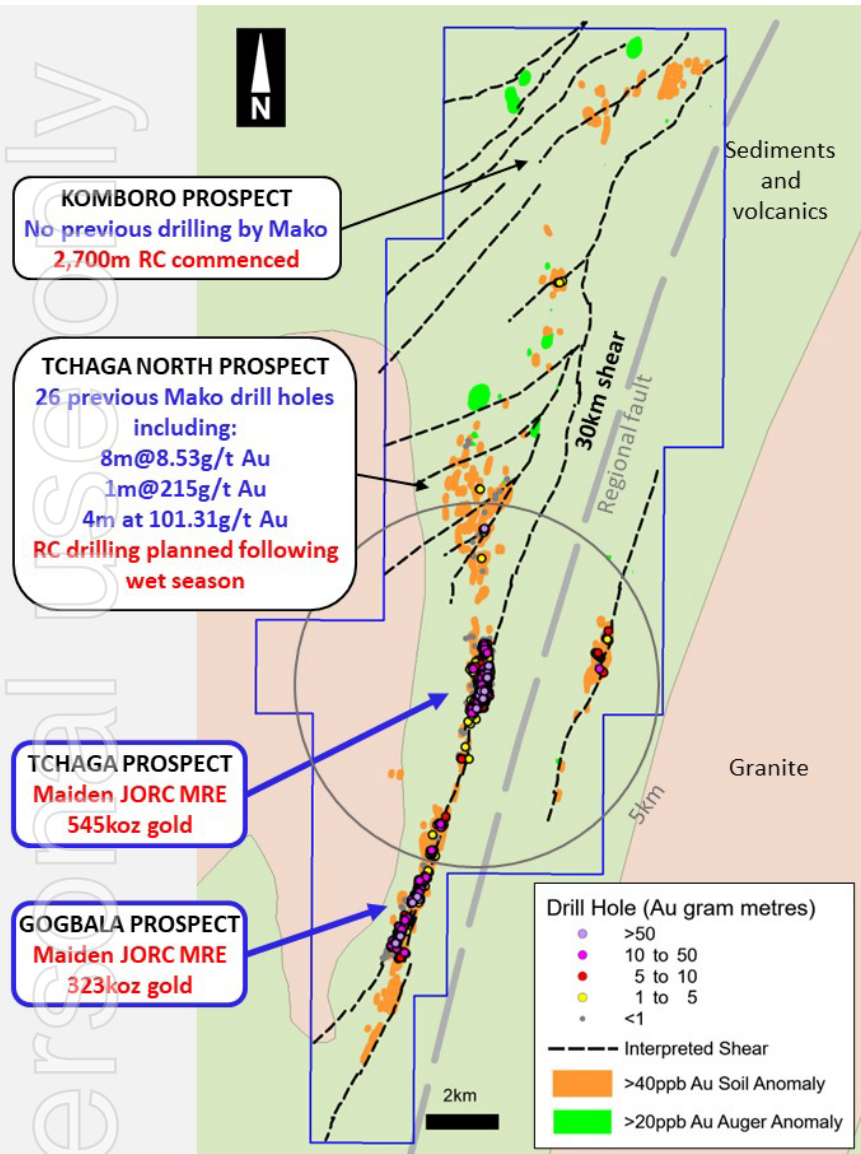 N
Sediments
and
volcanics
KOMBORO PROSPECT
No previous drilling by Mako
2,700m RC commenced
TCHAGA NORTH PROSPECT
26 previous Mako drill holes
including:
8m@8.53g/t Au
1m@215g/t Au
4m at 101.31g/t Au
RC drilling planned following
wet season
30km shear
Regional fault
TCHAGA PROSPECT
Maiden JORC MRE
545koz gold
Granite
5km
GOGBALA PROSPECT
Maiden JORC MRE
323koz gold
Drill Hole (Au gram metres)
>50
10 to 50
5 to 10
1 to 5
<1
Interpreted Shear
>40ppb Au Soil Anomaly
>20ppb Au Auger Anomaly
2km
ersonal use only